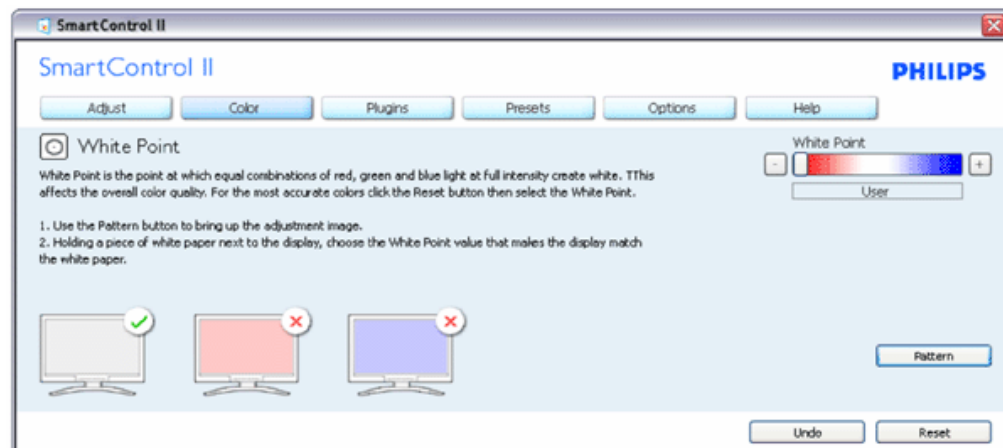 SmartControl II
SmartControl II
PHILIPS
Adjust Color Plugins Presets Options Help
White Point
White Point is the point at which equal combinations of red, green and blue light at full intensity create white. TThis
affects the overall color quality. For the most accurate colors click the Reset button then select the White Point.
1. Use the Pattern button to bring up the adjustment image.
2. Holding a piece of white paper next to the display, choose the White Point value that makes the display match
the white paper.
White Point
- +
User
Pattern
Undo Reset